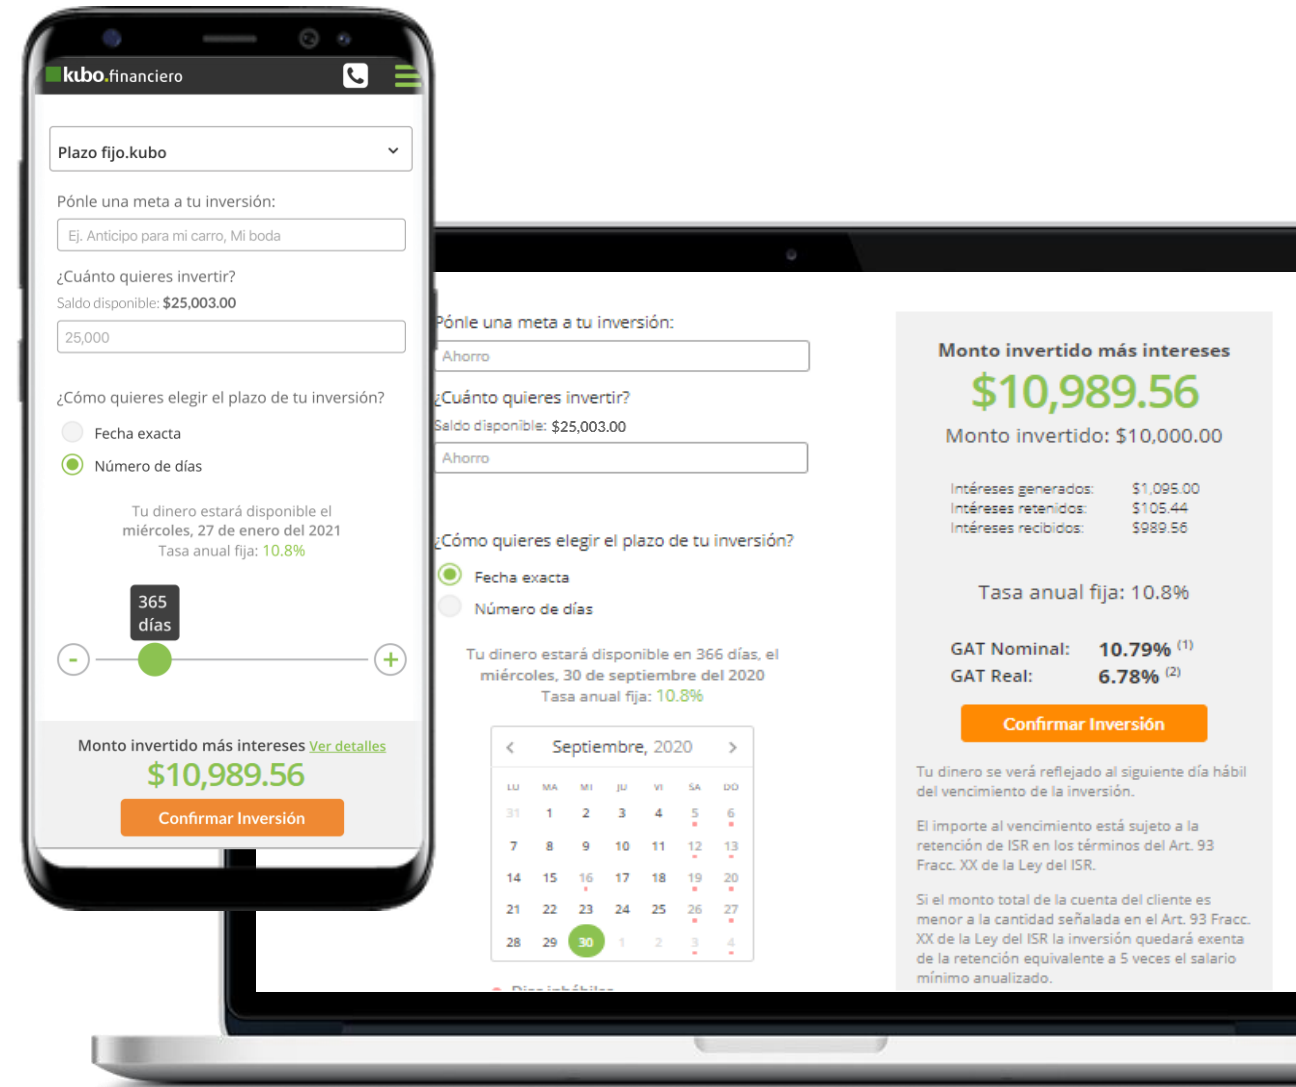 kubo.financiero
Plazo fijo.kubo
Pónle una meta a tu inversión:
Ej. Anticipo para mi carro, Mi boda
¿Cuánto quieres invertir?
Saldo disponible: $25,003.00
25,000
¿Cómo quieres elegir el plazo de tu inversión?
Fecha exacta
Número de días
Tu dinero estará disponible el
miércoles, 27 de enero del 2021
Tasa anual fija: 10.8%
365
días
-
+
Monto invertido más intereses Ver detalles
$10,989.56
Confirmar Inversión
Pónle una meta a tu inversión:
Ahorro
¿Cuánto quieres invertir?
Saldo disponible: $25,003.00
Ahorro
¿Cómo quieres elegir el plazo de tu inversión?
Fecha exacta
Número de días
Tu dinero estará disponible en 366 días, el
miércoles, 30 de septiembre del 2020
Tasa anual fija: 10.8%
< Septiembre, 2020 >
LU MA MI JU VI SA DO
31 1 2 3 4 5 6
7 8 9 10 11 12 13
14 15 16 17 18 19 20
21 22 23 24 25 26 27
28 29 30 1 2 3 4
Días inhábiles
Monto invertido más intereses
$10,989.56
Monto invertido: $10,000.00
Intéreses generados: $1,095.00
Intéreses retenidos: $105.44
Intéreses recibidos: $989.56
Tasa anual fija: 10.8%
GAT Nominal: 10.79% (1)
GAT Real: 6.78% (2)
Confirmar Inversión
Tu dinero se verá reflejado al siguiente día hábil
del vencimiento de la inversión.
El importe al vencimiento está sujeto a la
retención de ISR en los términos del Art. 93
Fracc. XX de la Ley del ISR.
Si el monto total de la cuenta del cliente es
menor a la cantidad señalada en el Art. 93 Fracc.
XX de la Ley del ISR la inversión quedará exenta
de la retención equivalente a 5 veces el salario
mínimo anualizado.